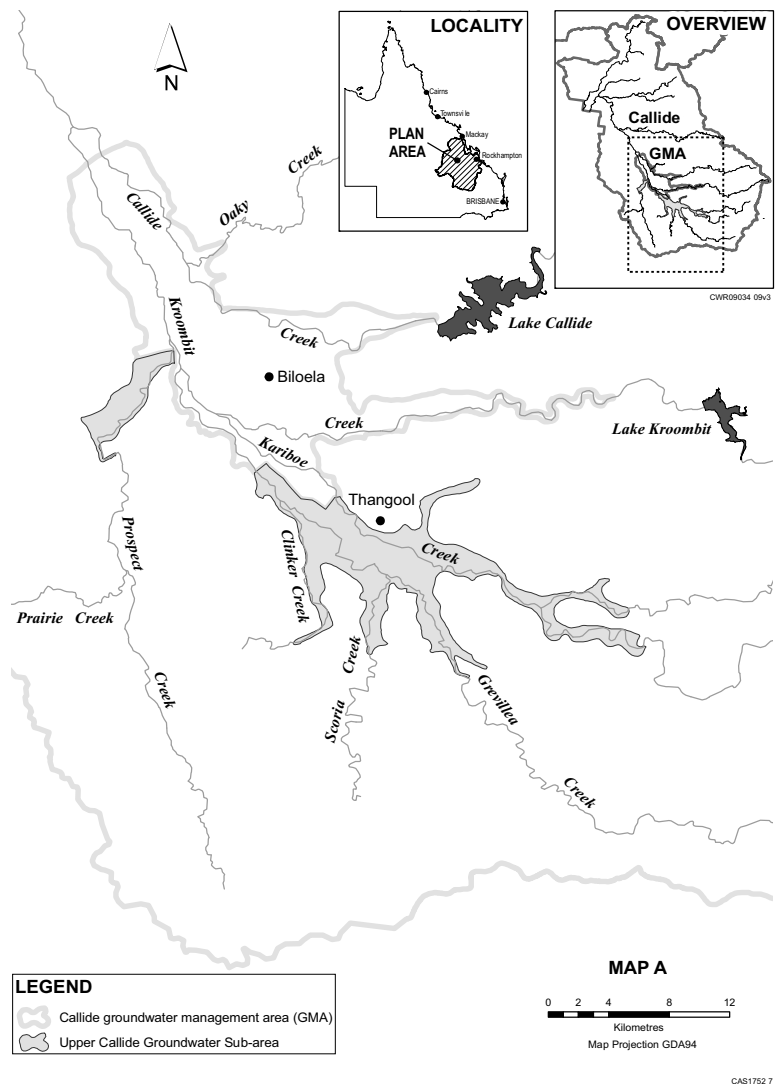 LOCALITY
Cairns
Townsville
Mackay
PLAN
AREA
Rockhampton
BRISBANE
OVERVIEW
Callide
GMA
CWR09034 09v3
N
Callide
Oaky
Creek
Creek
Lake Callide
Kroombit
Biloela
Creek
Lake Kroombit
Kariboe
Thangool
Creek
Prospect
Clinker Creek
Prairie Creek
Creek
Scoria
Creek
Grevillea
Creek
LEGEND
Callide groundwater management area (GMA)
Upper Callide Groundwater Sub-area
MAP A
0 2 4 8 12
Kilometres
Map Projection GDA94
CAS1752 7